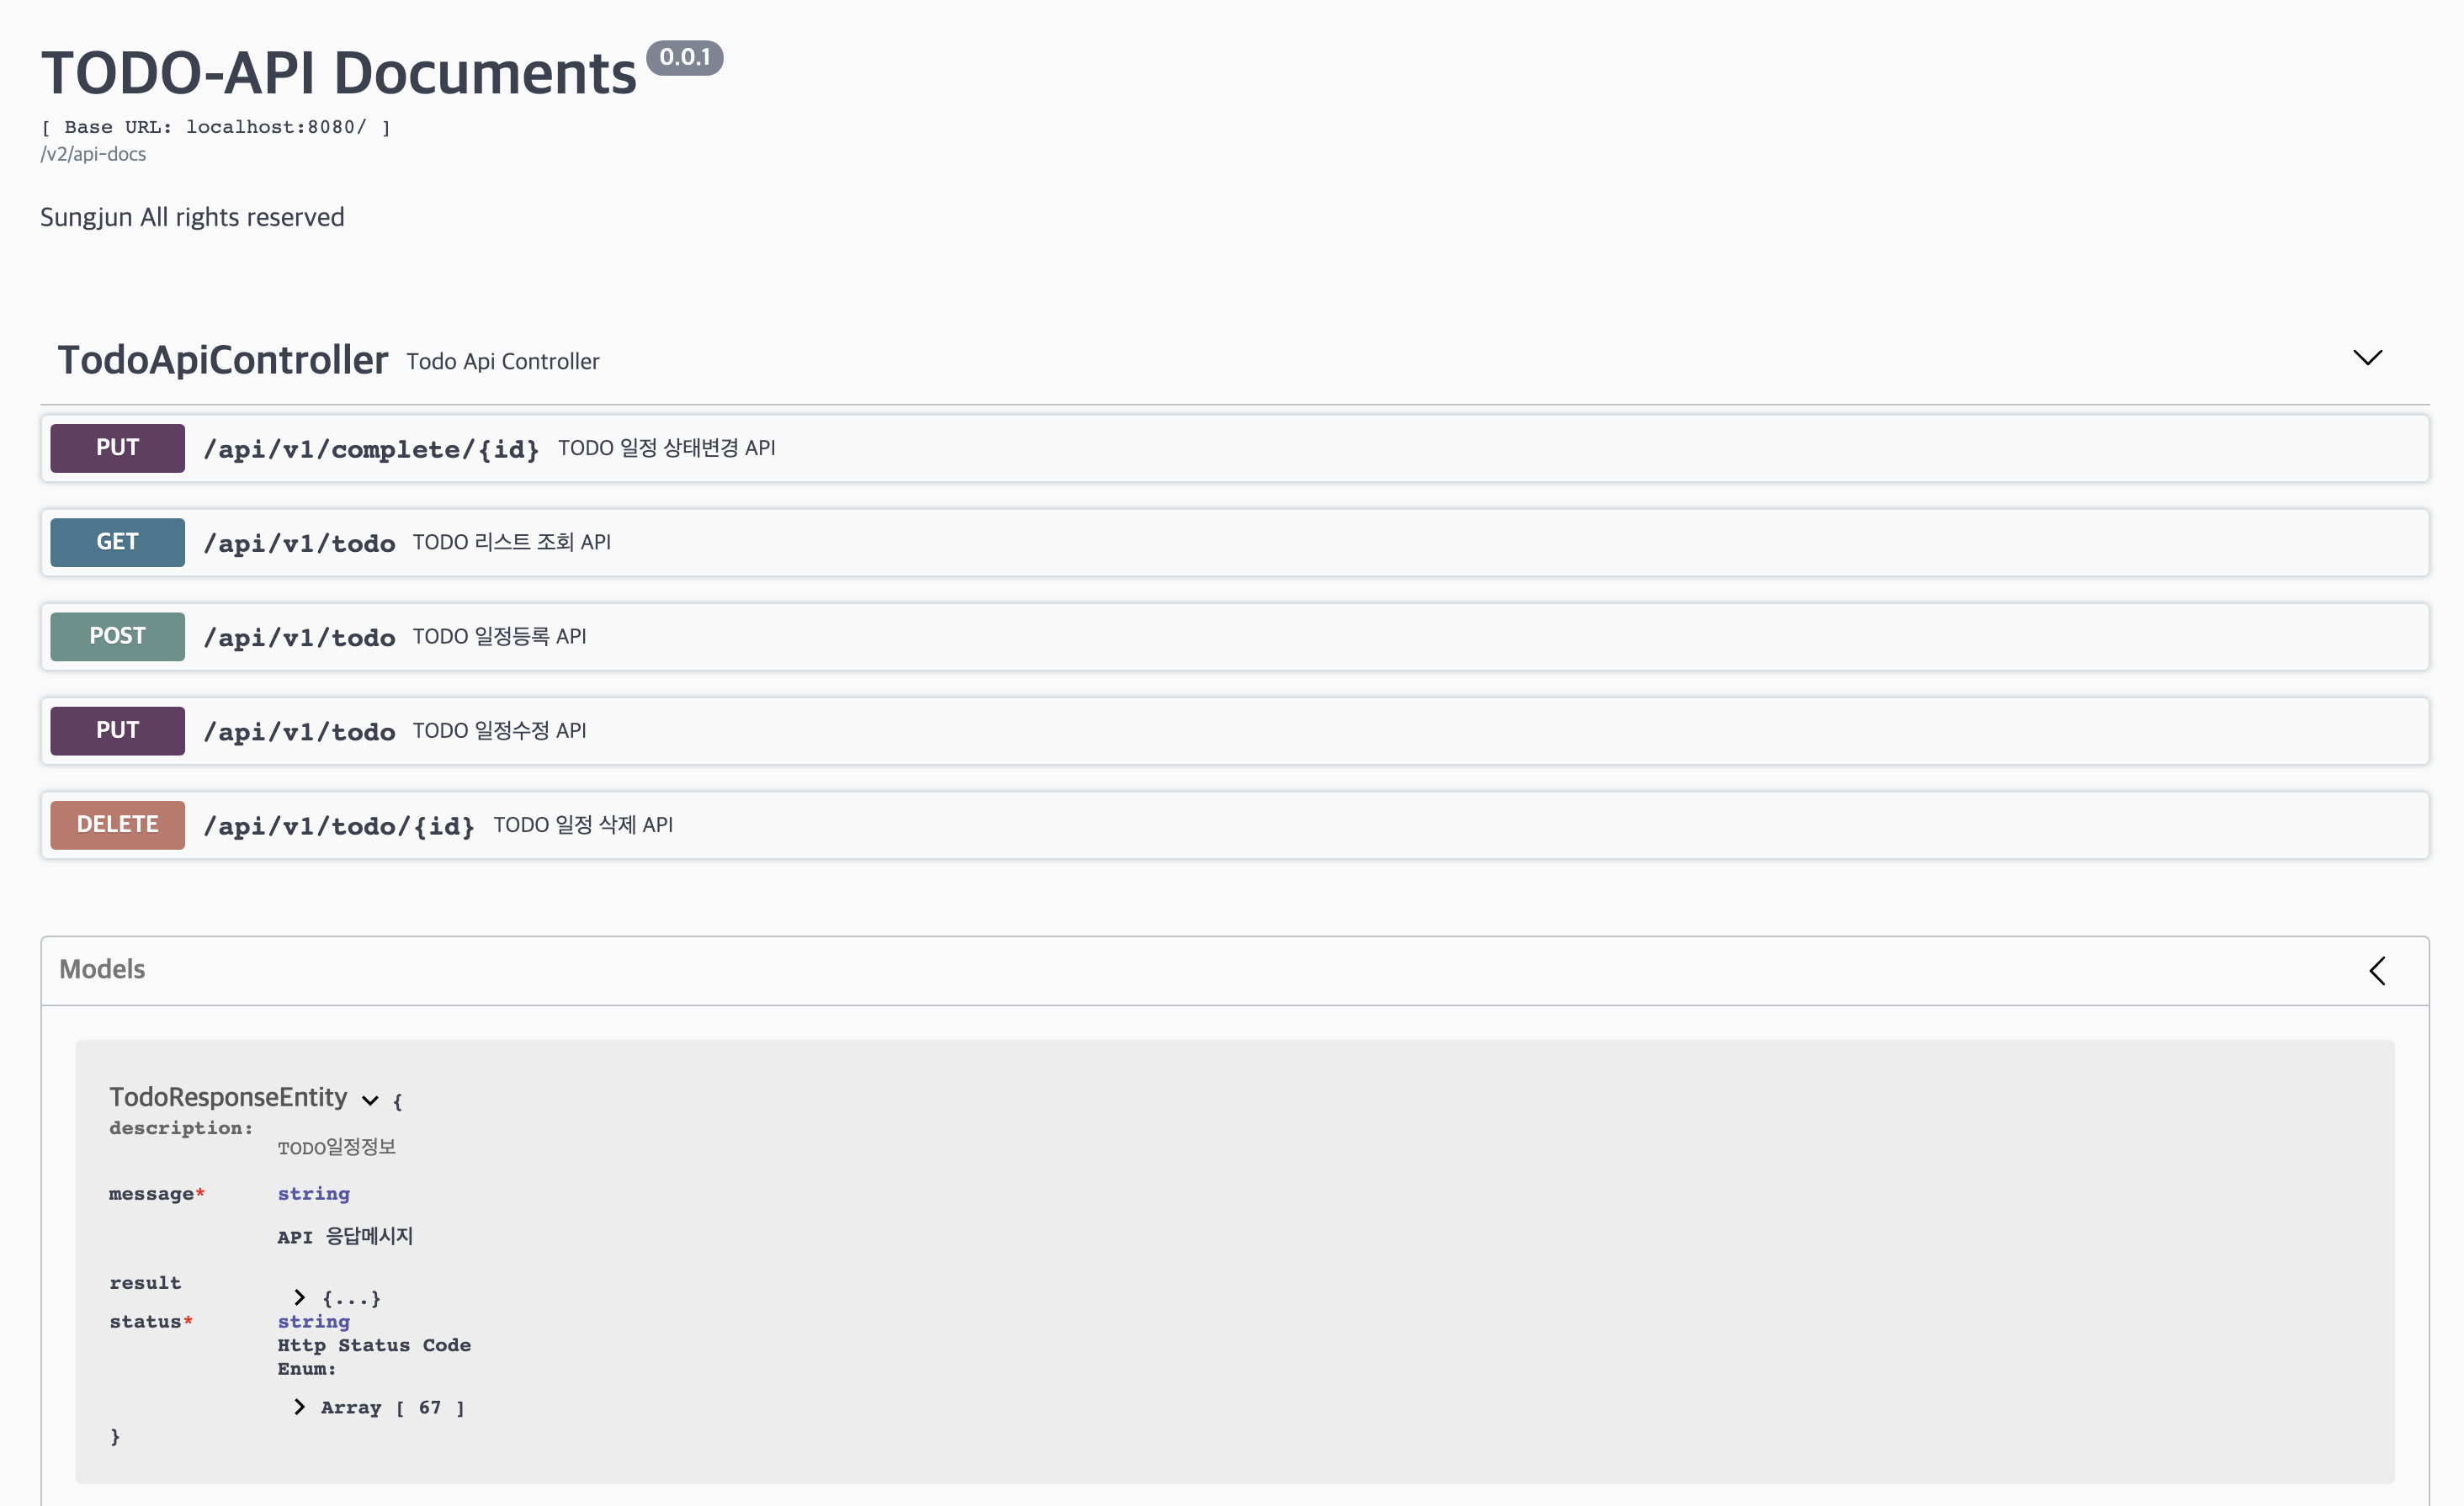 TODO-API Documents 0.0.1
[ Base URL: localhost:8080/ ]
/v2/api-docs
Sungjun All rights reserved
TodoApiController Todo Api Controller
PUT /api/v1/complete/{id} TODO 일정 상태변경 API
GET /api/v1/todo TODO 리스트 조회 API
POST /api/v1/todo TODO 일정등록 API
PUT /api/v1/todo TODO 일정수정 API
DELETE /api/v1/todo/{id} TODO 일정 삭제 API
Models
TodoResponseEntity {
description:
TODO일정정보
message* string
API 응답메시지
result
{...}
status* string
Http Status Code
Enum:
Array [ 67 ]
}